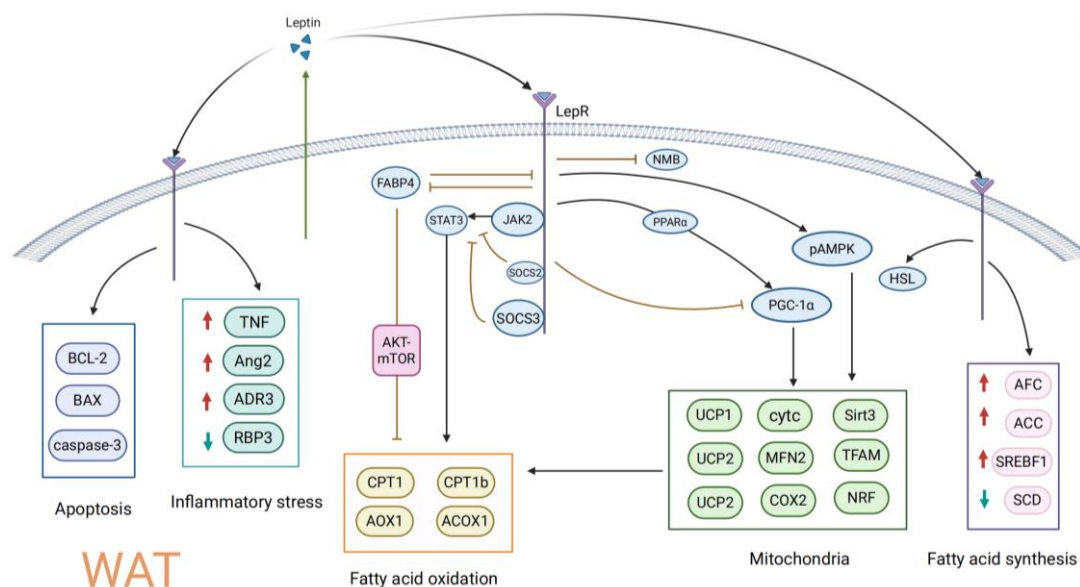 Leptin
LepR
NMB
FABP4
STAT3
JAK2
PPARα
pAMPK
SOCS2
HSL
PGC-1α
SOCS3
AKT-
mTOR
BCL-2
BAX
caspase-3
Apoptosis
TNF
Ang2
ADR3
RBP3
Inflammatory stress
CPT1
CPT1b
AOX1
ACOX1
Fatty acid oxidation
UCP1
cytc
Sirt3
UCP2
MFN2
TFAM
UCP2
COX2
NRF
Mitochondria
AFC
ACC
SREBF1
SCD
Fatty acid synthesis
WAT